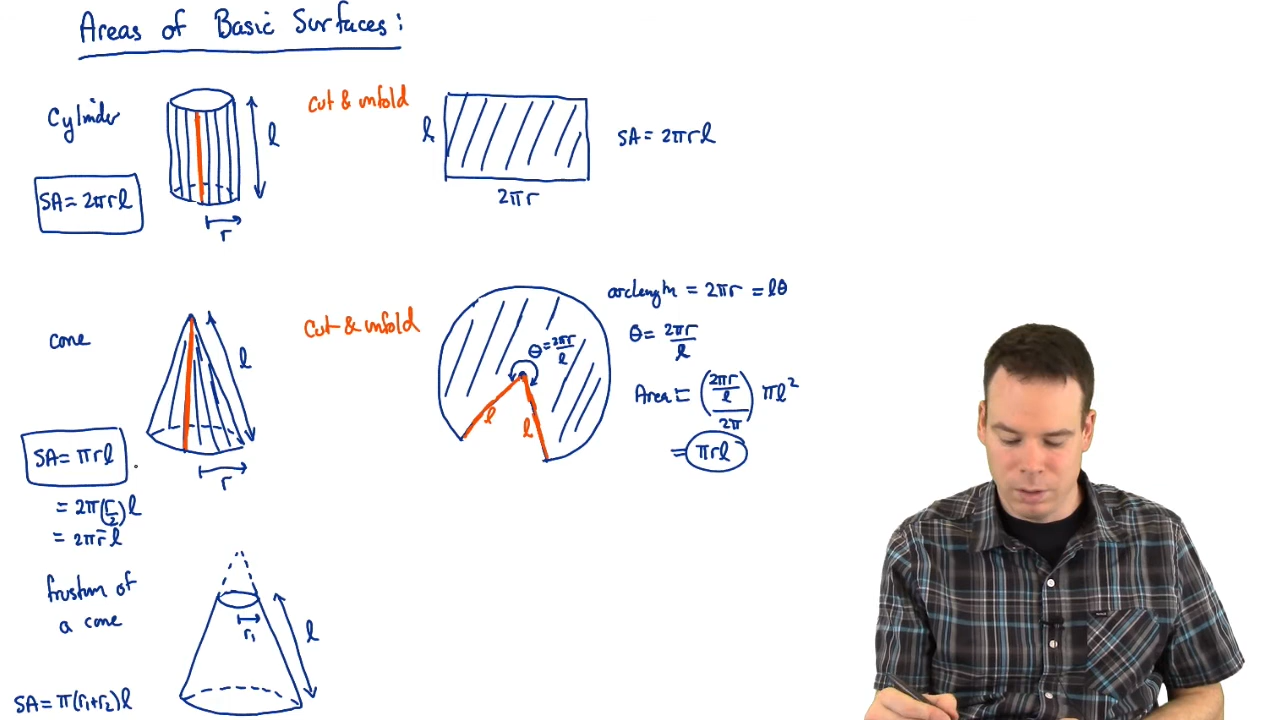 Areas of Basic Surfaces:
Cylinder
l
r
SA = 2πrl
cut & unfold
l
2πr
SA = 2πrl
cone
l
r
SA = πrl
= 2π(r/2)l
= 2πr̄l
cut & unfold
θ = 2πr/l
l
l
arclength = 2πr = lθ
θ = 2πr/l
Area = ((2πr/l)/2π) πl²
= πrl
frustum of
a cone
r₁
l
SA = π(r₁+r₂)l